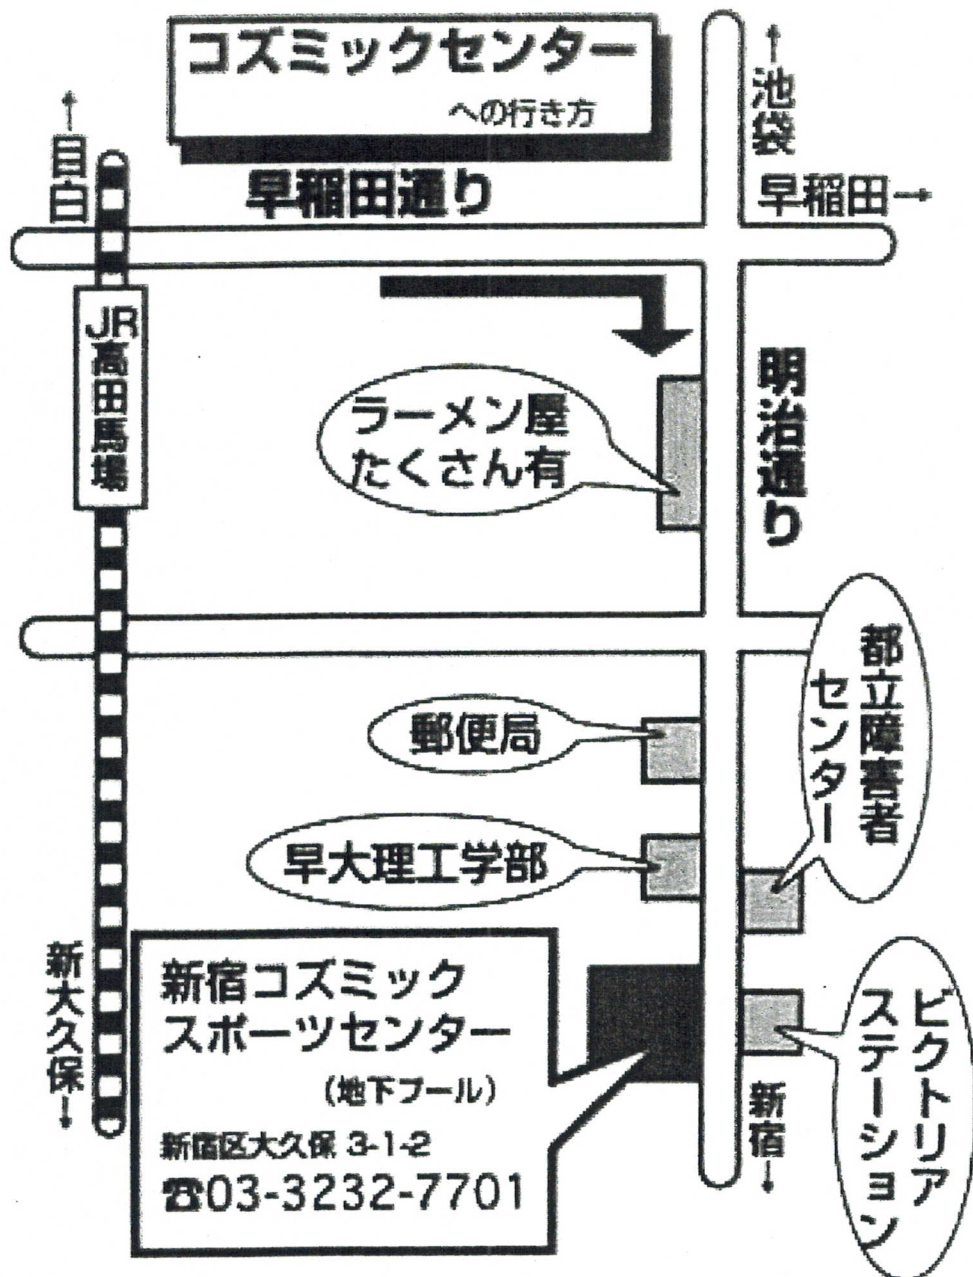 コズミックセンター
への行き方
↑池袋
↑目白
早稲田通り
早稲田→
JR高田馬場
明治通り
ラーメン屋
たくさん有
都立障害者
センター
郵便局
早大理工学部
新大久保↓
新宿コズミック
スポーツセンター
(地下プール)
新宿区大久保 3-1-2
☎03-3232-7701
新宿↓
ビクトリア
ステーション